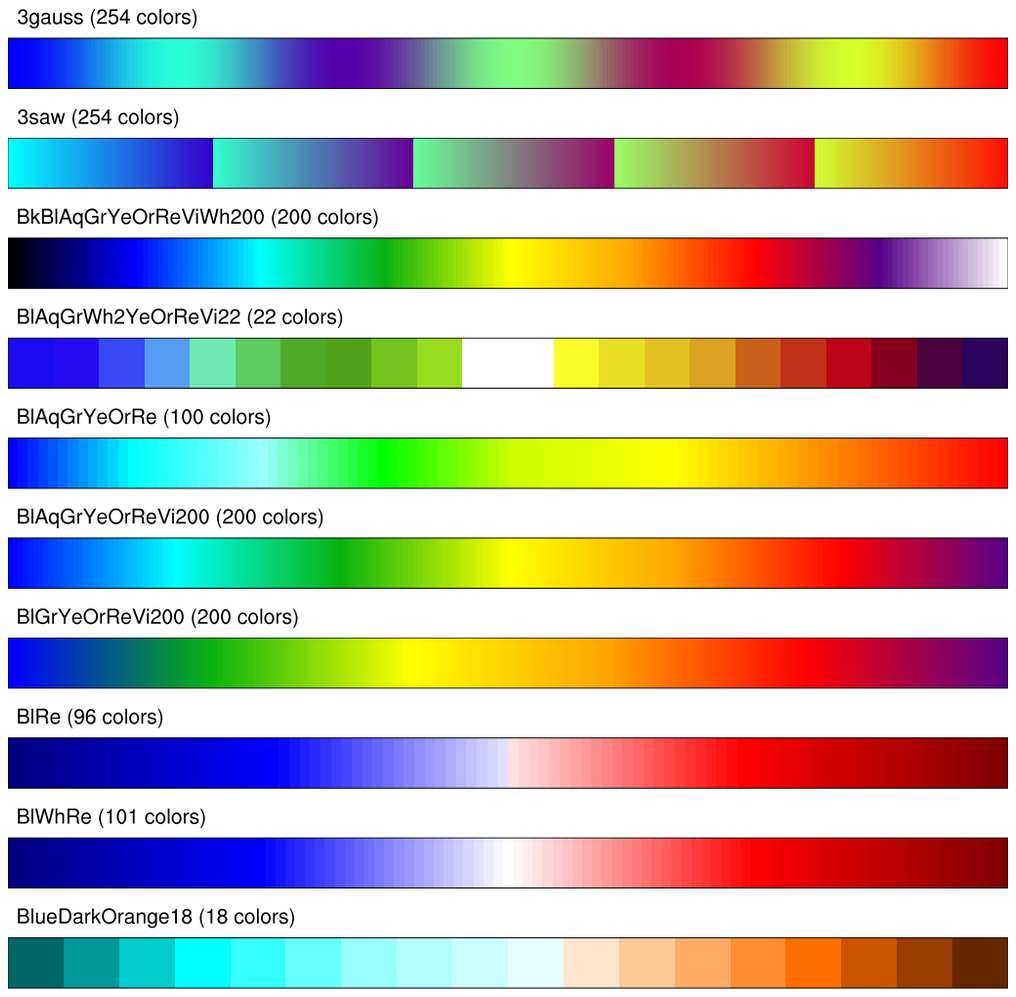 3gauss (254 colors)
3saw (254 colors)
BkBlAqGrYeOrReViWh200 (200 colors)
BlAqGrWh2YeOrReVi22 (22 colors)
BlAqGrYeOrRe (100 colors)
BlAqGrYeOrReVi200 (200 colors)
BlGrYeOrReVi200 (200 colors)
BlRe (96 colors)
BlWhRe (101 colors)
BlueDarkOrange18 (18 colors)